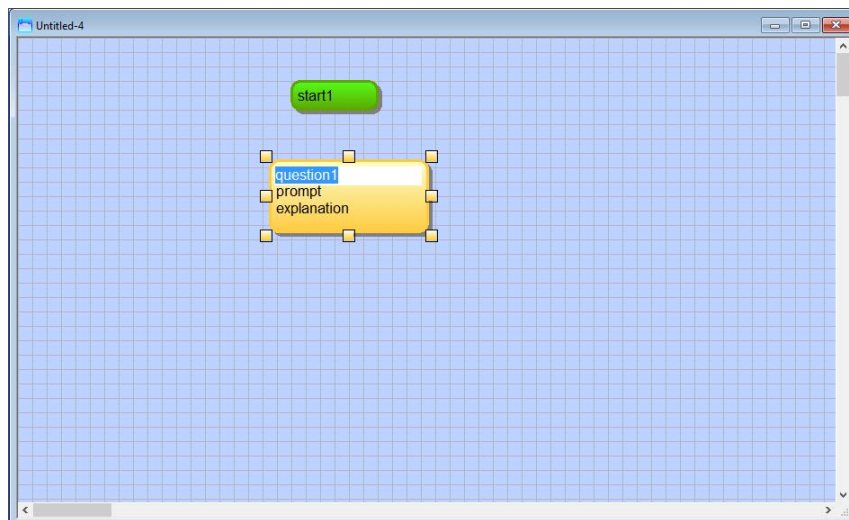 Untitled-4
start1
question1
prompt
explanation